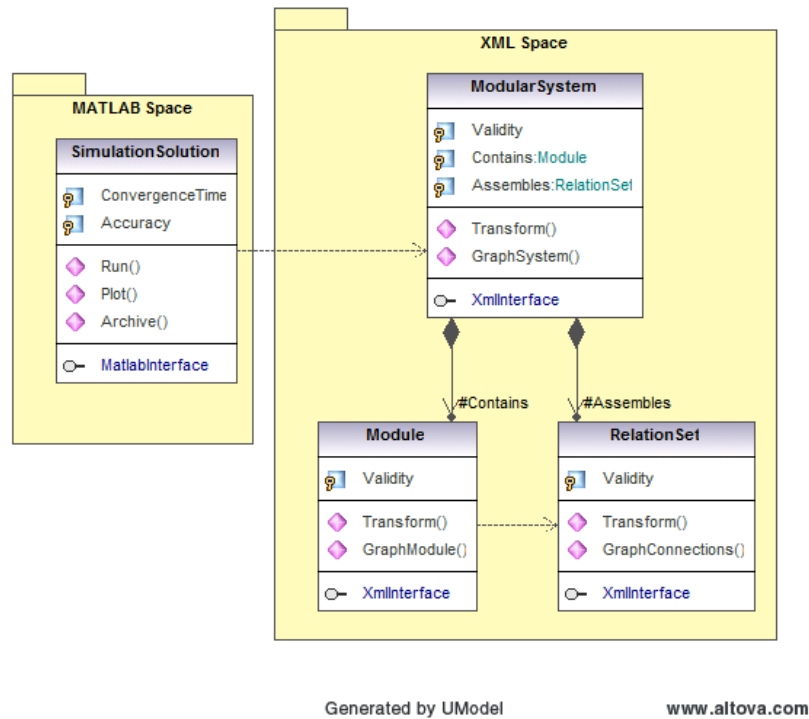 XML Space
ModularSystem
Validity
Contains:Module
Assembles:RelationSet
Transform()
GraphSystem()
XmlInterface
MATLAB Space
SimulationSolution
ConvergenceTime
Accuracy
Run()
Plot()
Archive()
MatlabInterface
#Contains
#Assembles
Module
Validity
Transform()
GraphModule()
XmlInterface
RelationSet
Validity
Transform()
GraphConnections()
XmlInterface
Generated by UModel
www.altova.com